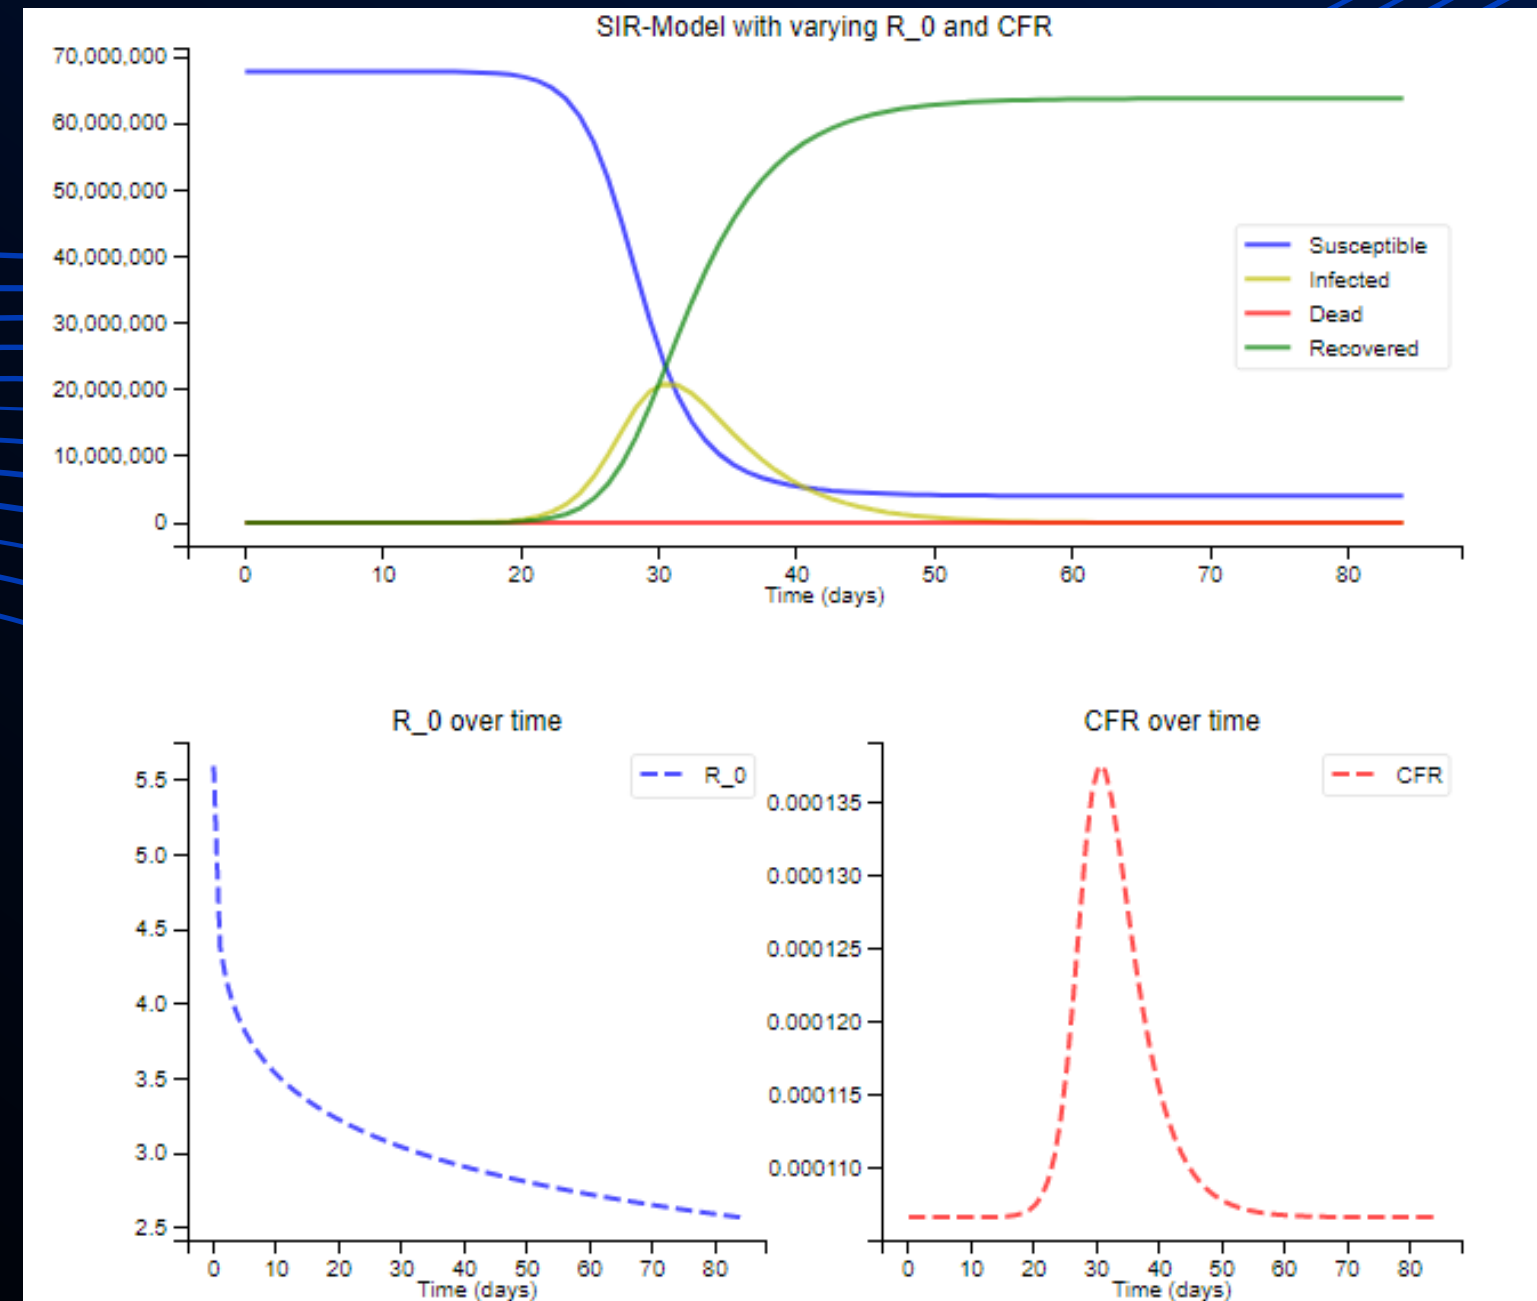 SIR-Model with varying R_0 and CFR
70,000,000
60,000,000
50,000,000
40,000,000
30,000,000
20,000,000
10,000,000
0
Susceptible
Infected
Dead
Recovered
0 10 20 30 40 50 60 70 80
Time (days)
R_0 over time
R_0
5.5
5.0
4.5
4.0
3.5
3.0
2.5
0 10 20 30 40 50 60 70 80
Time (days)
CFR over time
CFR
0.000135
0.000130
0.000125
0.000120
0.000115
0.000110
0 10 20 30 40 50 60 70 80
Time (days)